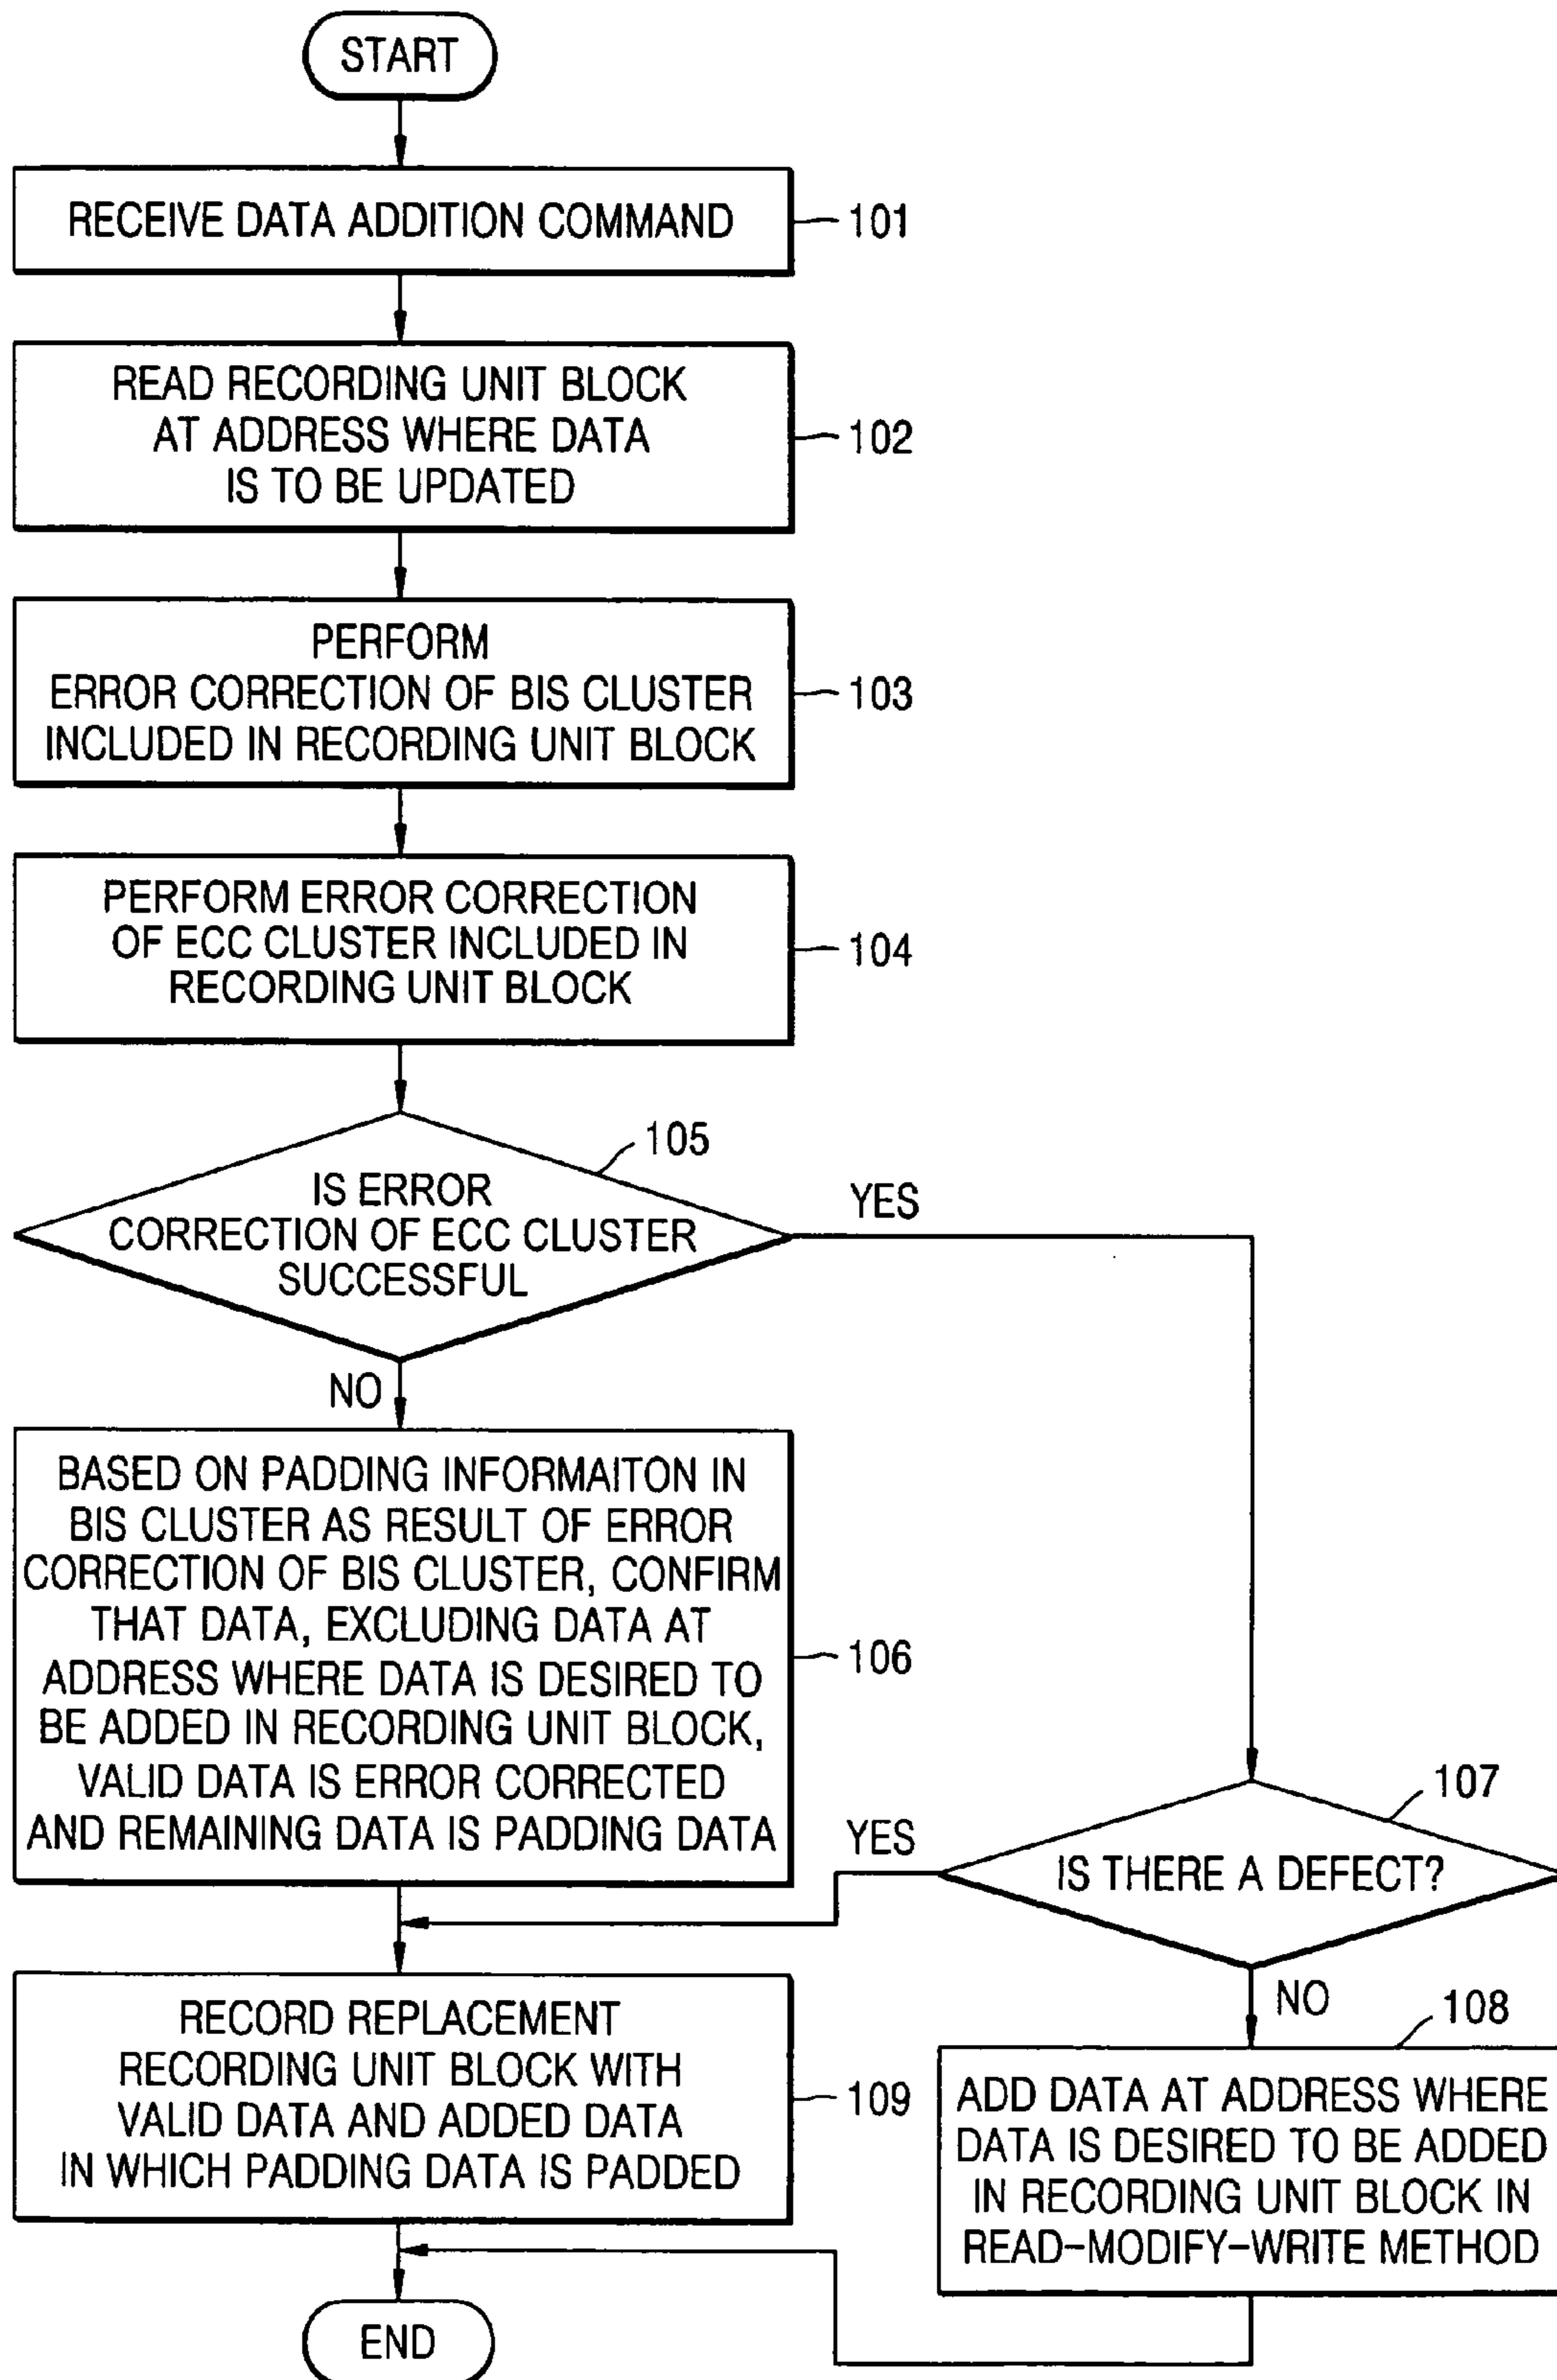 START
RECEIVE DATA ADDITION COMMAND
101
READ RECORDING UNIT BLOCK
AT ADDRESS WHERE DATA
IS TO BE UPDATED
102
PERFORM
ERROR CORRECTION OF BIS CLUSTER
INCLUDED IN RECORDING UNIT BLOCK
103
PERFORM ERROR CORRECTION
OF ECC CLUSTER INCLUDED IN
RECORDING UNIT BLOCK
104
105
IS ERROR
CORRECTION OF ECC CLUSTER
SUCCESSFUL
YES
NO
BASED ON PADDING INFORMAITON IN
BIS CLUSTER AS RESULT OF ERROR
CORRECTION OF BIS CLUSTER, CONFIRM
THAT DATA, EXCLUDING DATA AT
ADDRESS WHERE DATA IS DESIRED TO
BE ADDED IN RECORDING UNIT BLOCK,
VALID DATA IS ERROR CORRECTED
AND REMAINING DATA IS PADDING DATA
106
107
IS THERE A DEFECT?
YES
NO
108
ADD DATA AT ADDRESS WHERE
DATA IS DESIRED TO BE ADDED
IN RECORDING UNIT BLOCK IN
READ-MODIFY-WRITE METHOD
RECORD REPLACEMENT
RECORDING UNIT BLOCK WITH
VALID DATA AND ADDED DATA
IN WHICH PADDING DATA IS PADDED
109
END